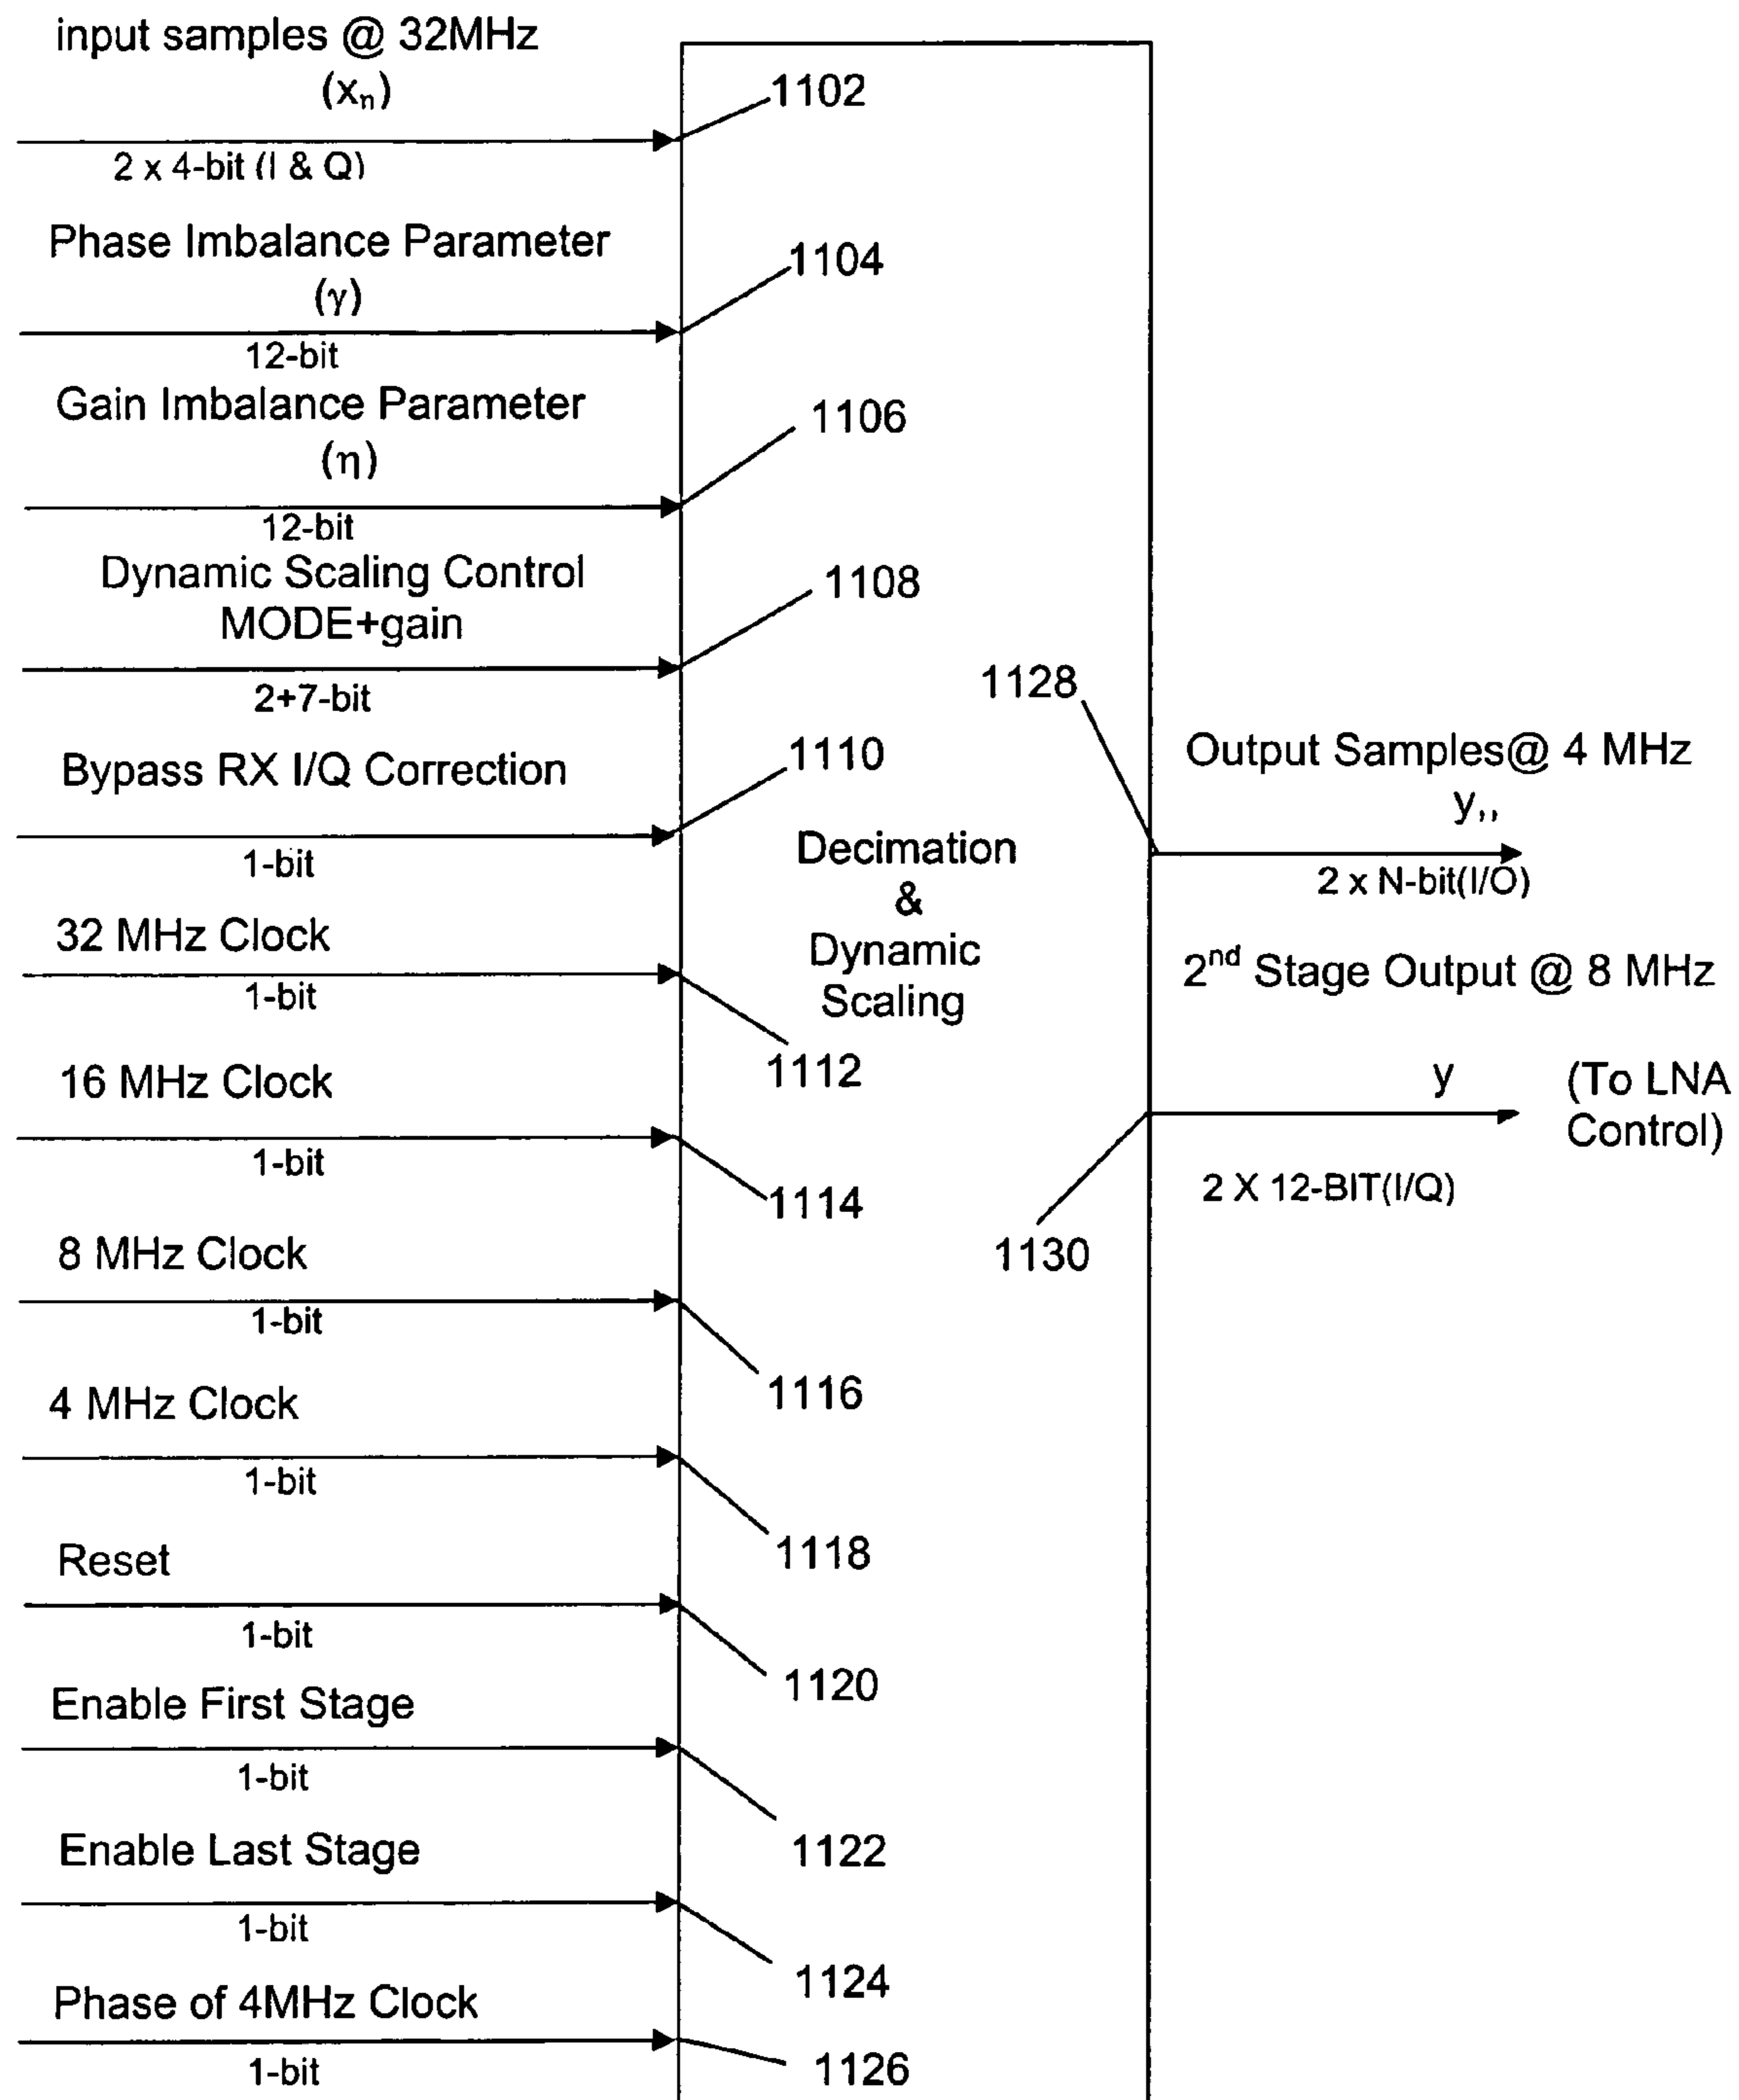 input samples @ 32MHz
(xn)
1102
2 x 4-bit (I & Q)
Phase Imbalance Parameter
(γ)
1104
12-bit
Gain Imbalance Parameter
(η)
1106
12-bit
Dynamic Scaling Control
MODE+gain
1108
2+7-bit
Bypass RX I/Q Correction
1110
1-bit
32 MHz Clock
1-bit
1112
16 MHz Clock
1-bit
1114
8 MHz Clock
1-bit
1116
4 MHz Clock
1-bit
1118
Reset
1-bit
1120
Enable First Stage
1-bit
1122
Enable Last Stage
1-bit
1124
Phase of 4MHz Clock
1-bit
1126
Decimation
&
Dynamic
Scaling
1128
Output Samples@ 4 MHz
y,,
2 x N-bit(I/O)
2nd Stage Output @ 8 MHz
y
(To LNA
Control)
2 X 12-BIT(I/Q)
1130